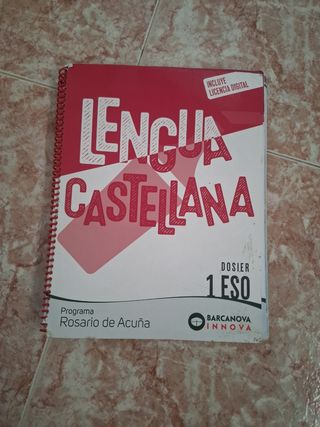 INCLUYE
LICENCIA DIGITAL
LENGUA
CASTELLANA
DOSIER
1 ESO
Programa
Rosario de Acuña
BARCANOVA
INNOVA